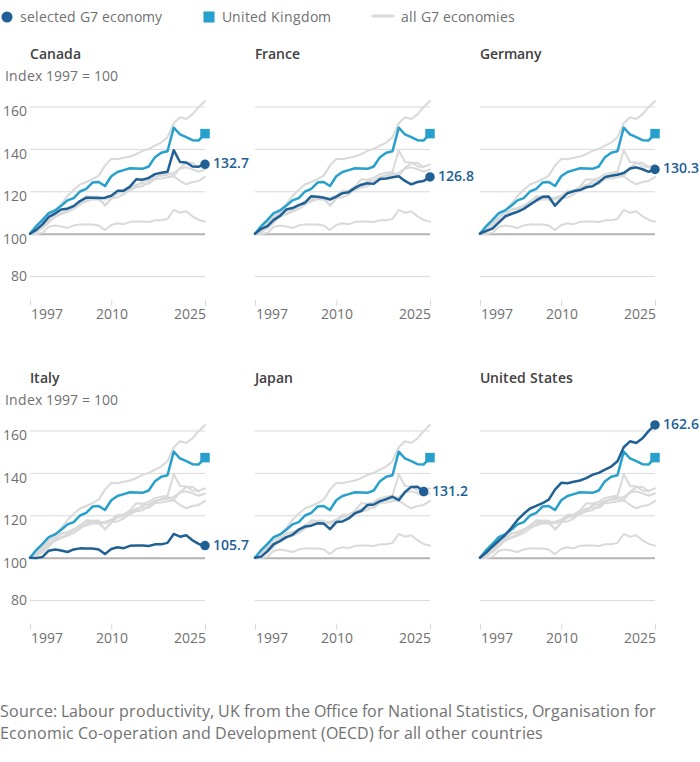 selected G7 economy United Kingdom all G7 economies
Canada France Germany
Index 1997 = 100
160
140
132.7 126.8 130.3
120
100
80
1997 2010 2025 1997 2010 2025 1997 2010 2025
Italy Japan United States
Index 1997 = 100
162.6
160
140
131.2
120
105.7
100
80
1997 2010 2025 1997 2010 2025 1997 2010 2025
Source: Labour productivity, UK from the Office for National Statistics, Organisation for
Economic Co-operation and Development (OECD) for all other countries